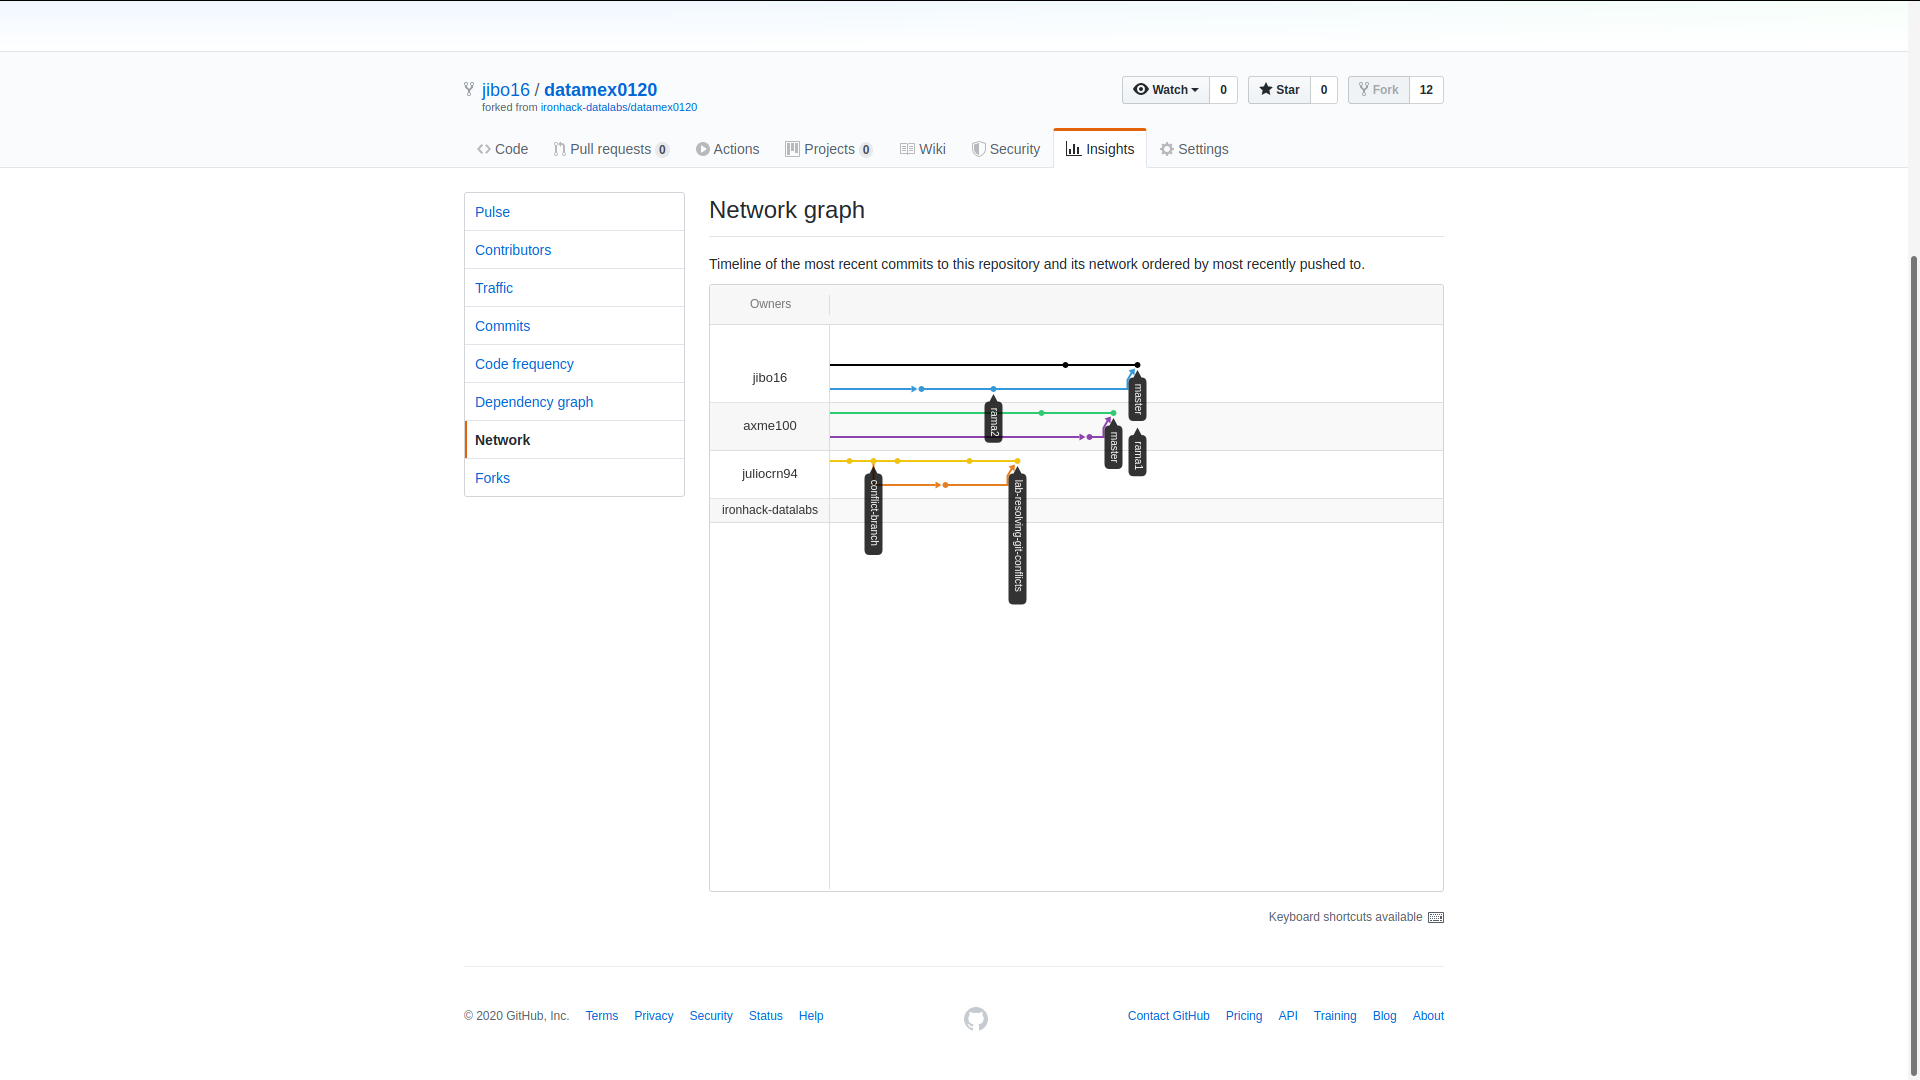 jibo16 / datamex0120
forked from ironhack-datalabs/datamex0120
Watch 0 Star 0 Fork 12
Code Pull requests 0 Actions Projects 0 Wiki Security Insights Settings
Pulse
Contributors
Traffic
Commits
Code frequency
Dependency graph
Network
Forks
Network graph
Timeline of the most recent commits to this repository and its network ordered by most recently pushed to.
Owners
jibo16
axme100
juliocrn94
ironhack-datalabs
master
rama2
master
rama1
conflict-branch
lab-resolving-git-conflicts
Keyboard shortcuts available
© 2020 GitHub, Inc. Terms Privacy Security Status Help
Contact GitHub Pricing API Training Blog About